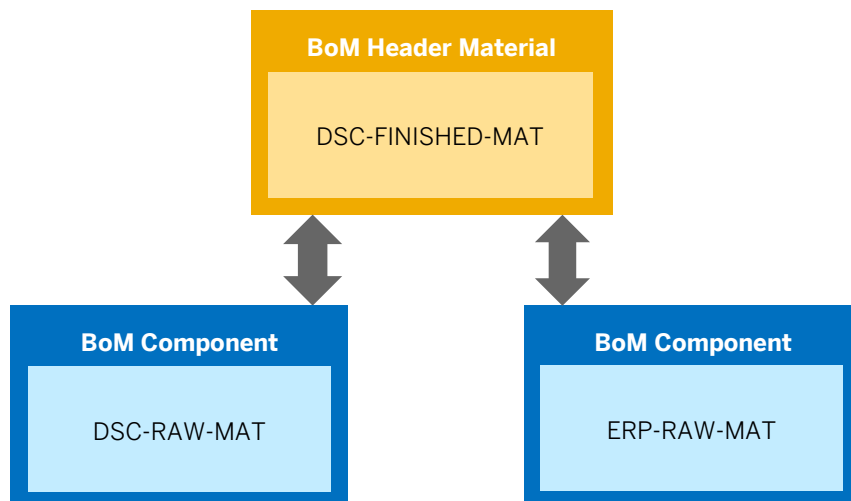 BoM Header Material
DSC-FINISHED-MAT
BoM Component
DSC-RAW-MAT
BoM Component
ERP-RAW-MAT